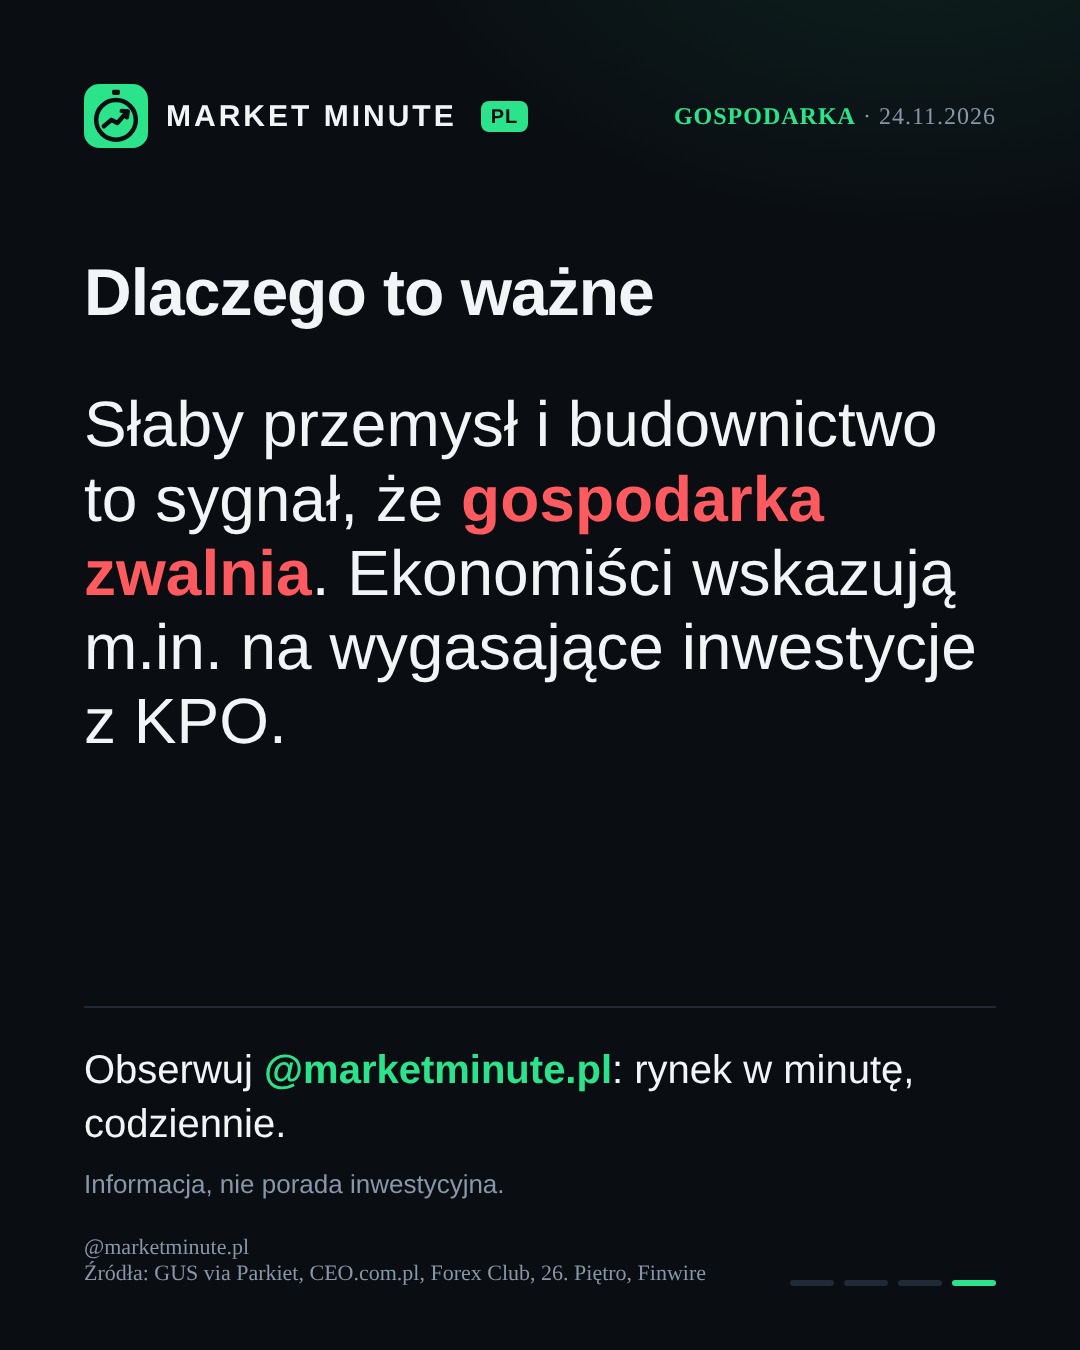 MARKET MINUTE PL
GOSPODARKA · 24.11.2026
Dlaczego to ważne
Słaby przemysł i budownictwo
to sygnał, że gospodarka
zwalnia. Ekonomiści wskazują
m.in. na wygasające inwestycje
z KPO.
Obserwuj @marketminute.pl: rynek w minutę,
codziennie.
Informacja, nie porada inwestycyjna.
@marketminute.pl
Źródła: GUS via Parkiet, CEO.com.pl, Forex Club, 26. Piętro, Finwire